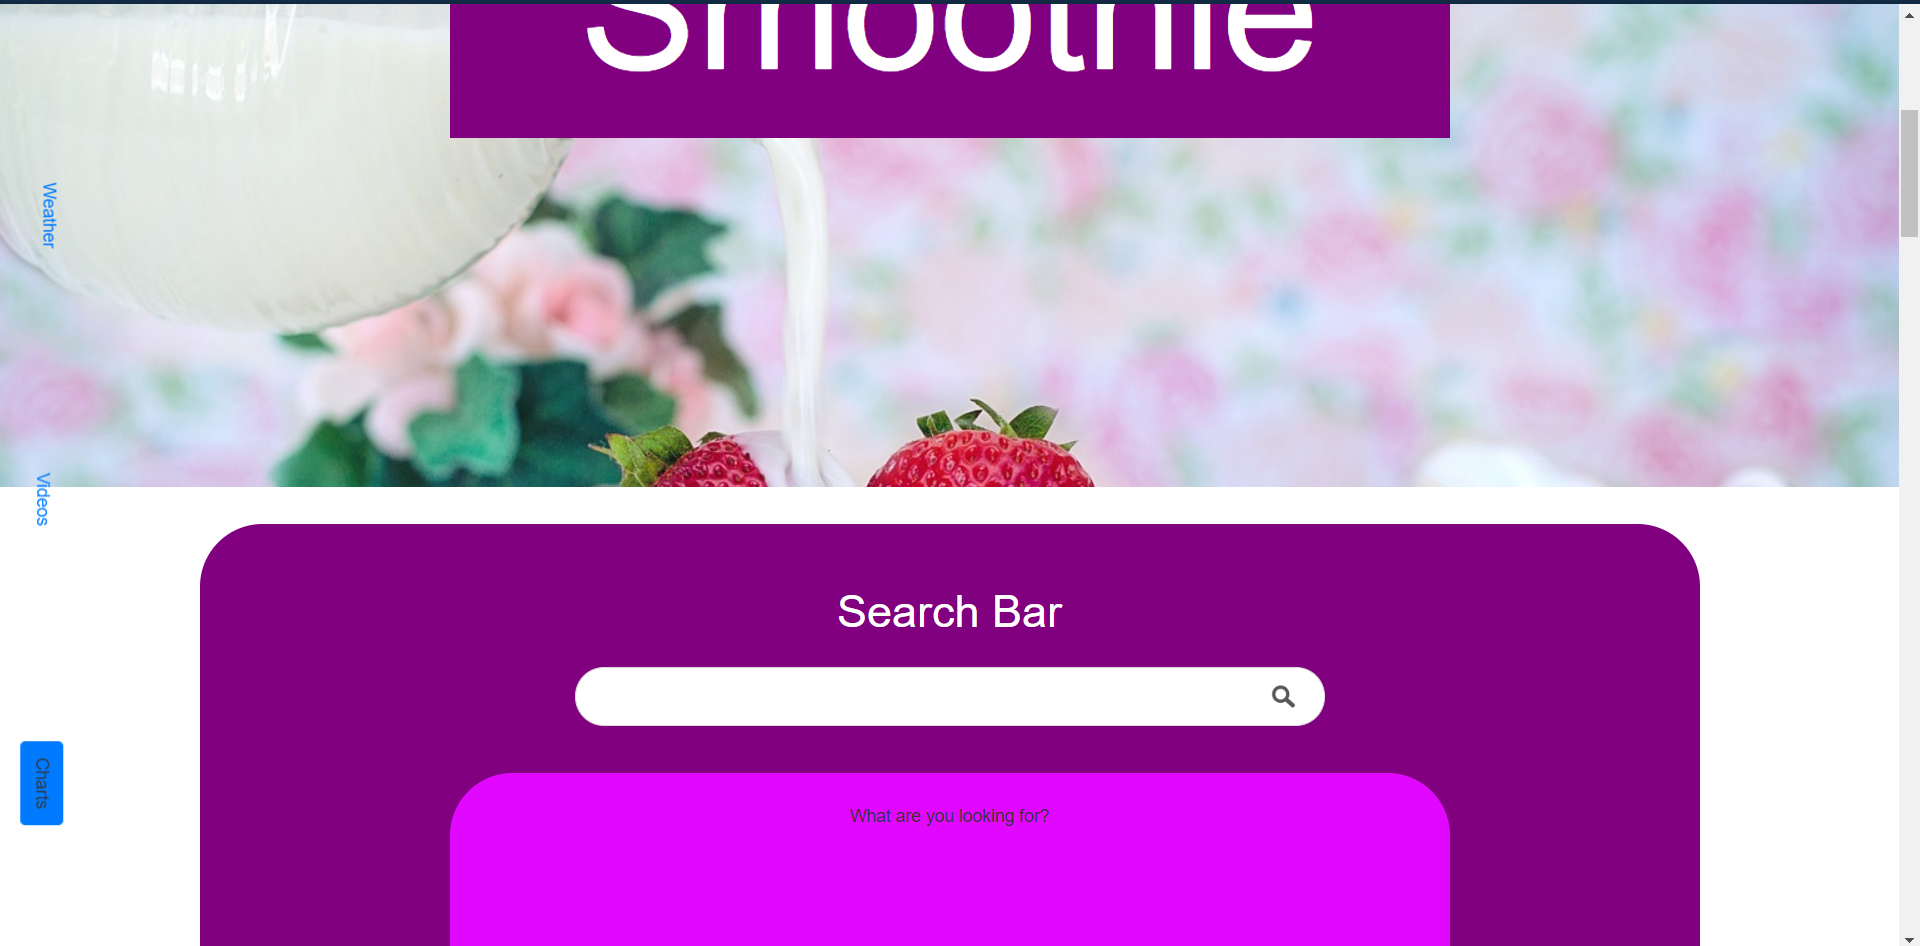 Smoothie
Weather
Videos
Search Bar
Charts
What are you looking for?